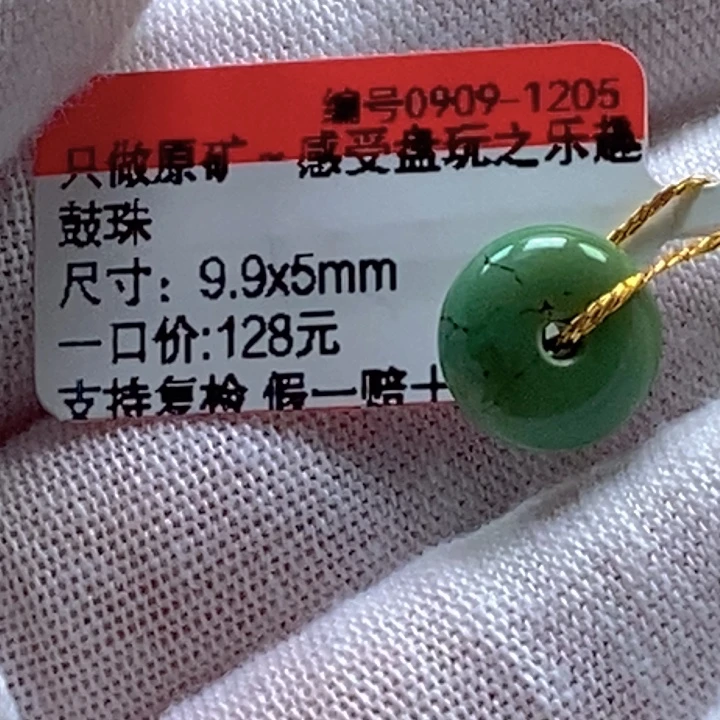 编号0909-1205
只做原矿~感受盘玩之乐趣
鼓珠
尺寸：9.9x5mm
一口价:128元
支持复检 假一赔十